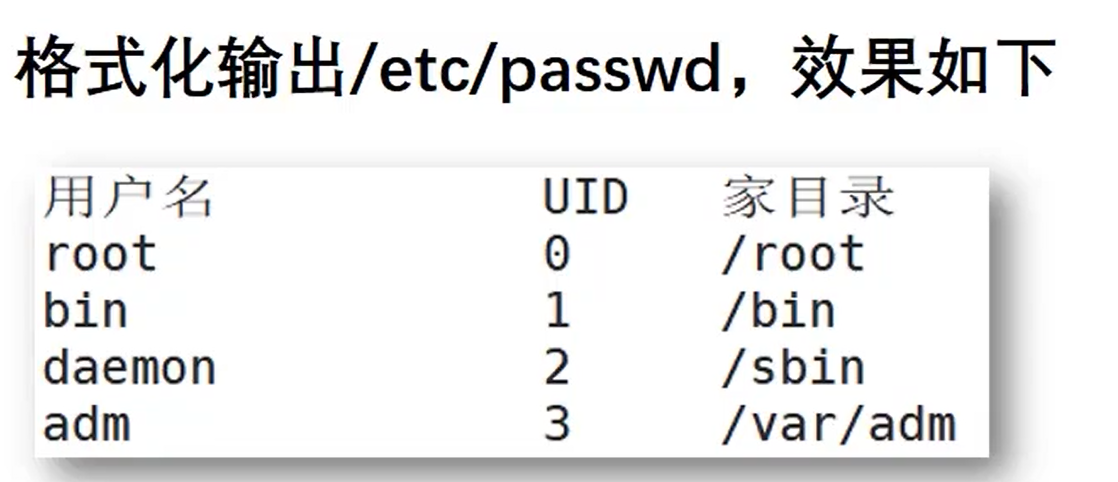 格式化输出/etc/passwd，效果如下
用户名 UID 家目录
root 0 /root
bin 1 /bin
daemon 2 /sbin
adm 3 /var/adm